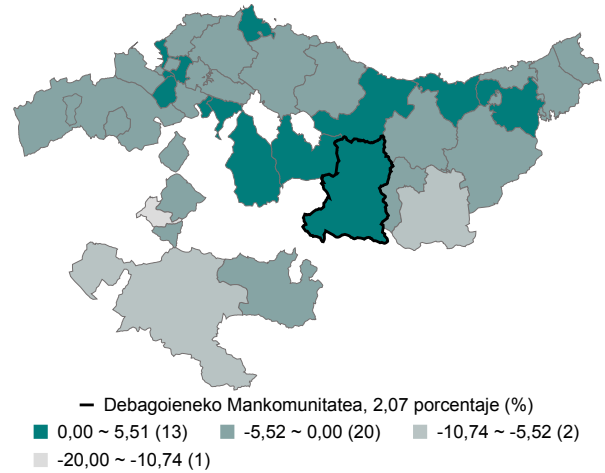 Debagoieneko Mankomunitatea, 2,07 porcentaje (%)
0,00 ~ 5,51 (13) -5,52 ~ 0,00 (20) -10,74 ~ -5,52 (2)
-20,00 ~ -10,74 (1)